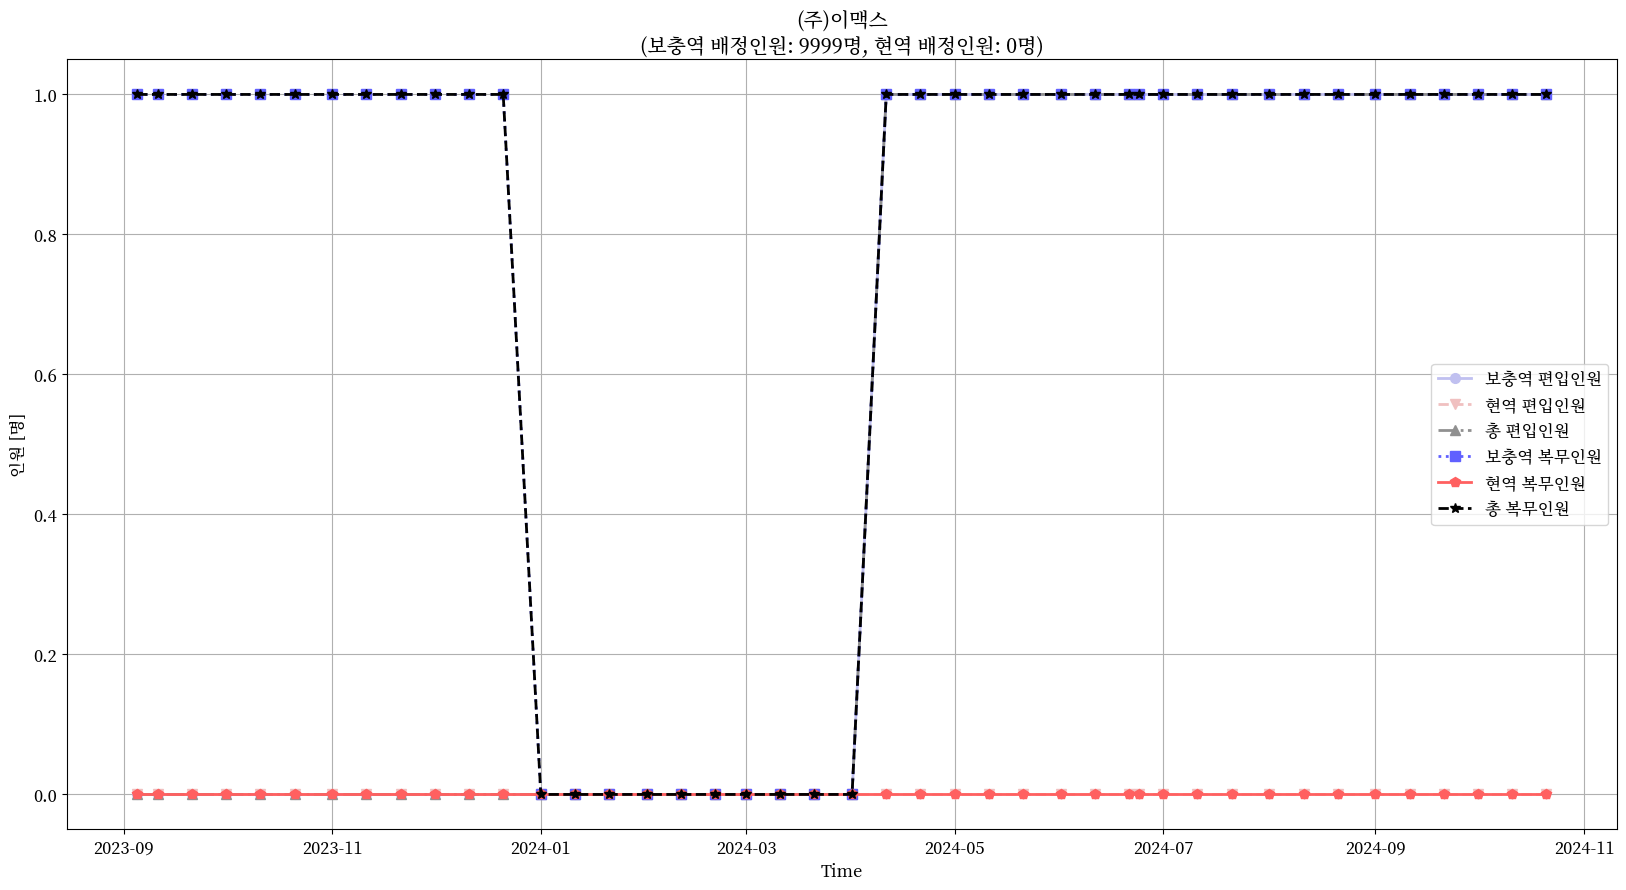 (주)이맥스
(보충역 배정인원: 9999명, 현역 배정인원: 0명)
인원 [명]
1.0
0.8
0.6
0.4
0.2
0.0
보충역 편입인원
현역 편입인원
총 편입인원
보충역 복무인원
현역 복무인원
총 복무인원
2023-09 2023-11 2024-01 2024-03 2024-05 2024-07 2024-09 2024-11
Time